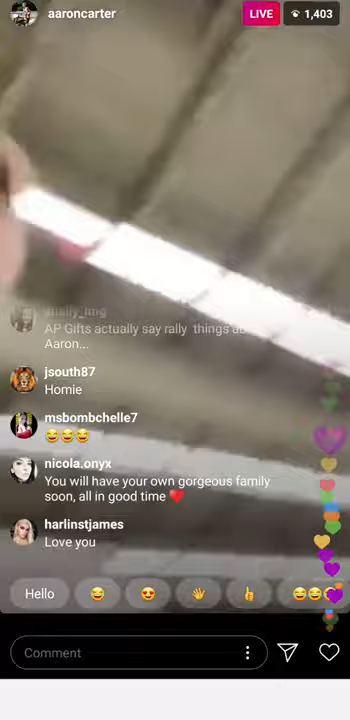 aaroncarter
LIVE
1,403
AP Gifts actually say rally things
Aaron...
jsouth87
Homie
msbombchelle7
😂😂😂
nicola.onyx
You will have your own gorgeous family
soon, all in good time ❤️
harlinstjames
Love you
Hello 😂 😍 👋 👍 😂😂
Comment